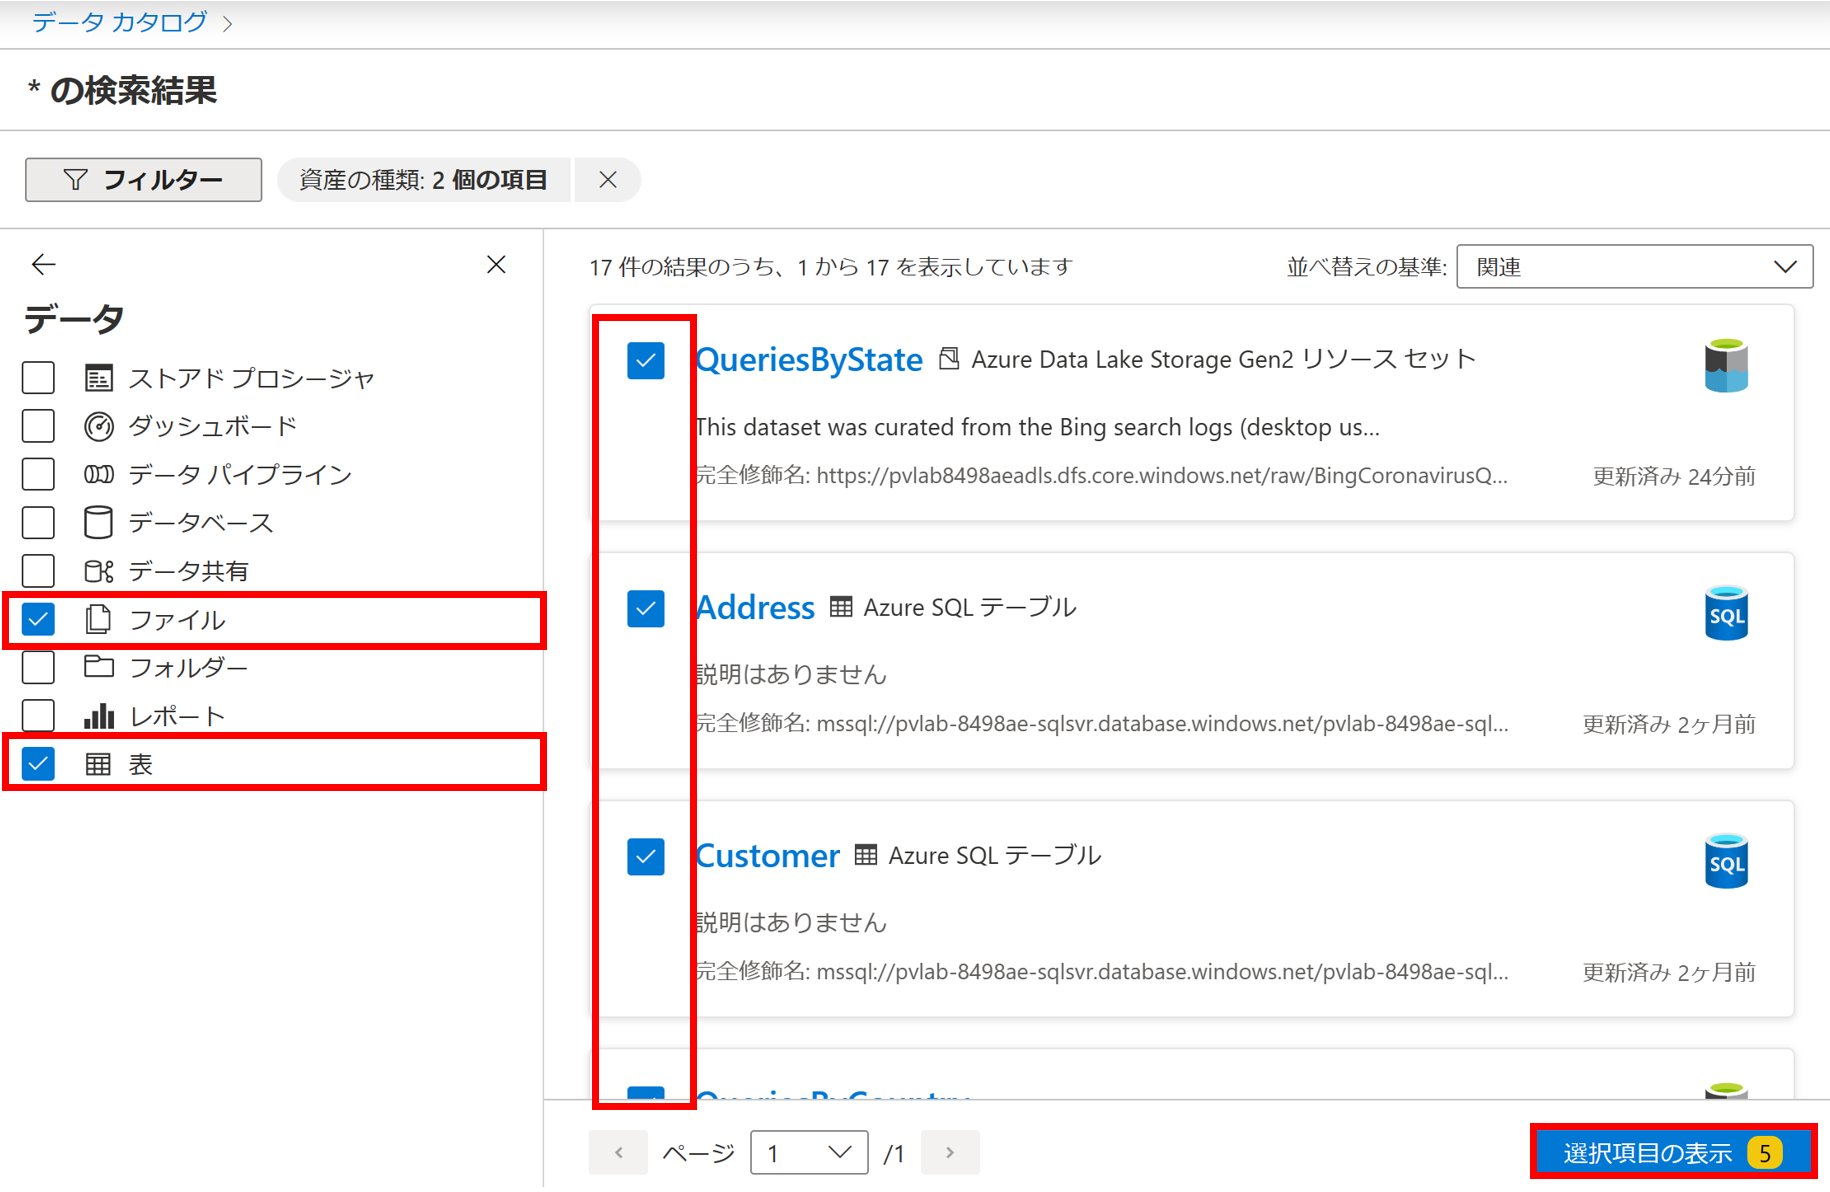 データ カタログ >
* の検索結果
フィルター
資産の種類: 2 個の項目
データ
ストアド プロシージャ
ダッシュボード
データ パイプライン
データベース
データ共有
ファイル
フォルダー
レポート
表
17 件の結果のうち、1 から 17 を表示しています
並べ替えの基準: 関連
QueriesByState Azure Data Lake Storage Gen2 リソース セット
This dataset was curated from the Bing search logs (desktop us...
完全修飾名: https://pvlab8498aeadls.dfs.core.windows.net/raw/BingCoronavirusQ... 更新済み 24分前
Address Azure SQL テーブル
SQL
説明はありません
完全修飾名: mssql://pvlab-8498ae-sqlsvr.database.windows.net/pvlab-8498ae-sql... 更新済み 2ヶ月前
Customer Azure SQL テーブル
SQL
説明はありません
完全修飾名: mssql://pvlab-8498ae-sqlsvr.database.windows.net/pvlab-8498ae-sql... 更新済み 2ヶ月前
QueriesByCountry
< ページ 1 /1 >
選択項目の表示 5